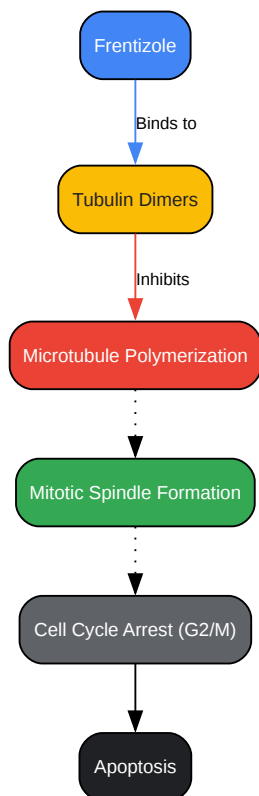 Frentizole
Binds to
Tubulin Dimers
Inhibits
Microtubule Polymerization
Mitotic Spindle Formation
Cell Cycle Arrest (G2/M)
Apoptosis